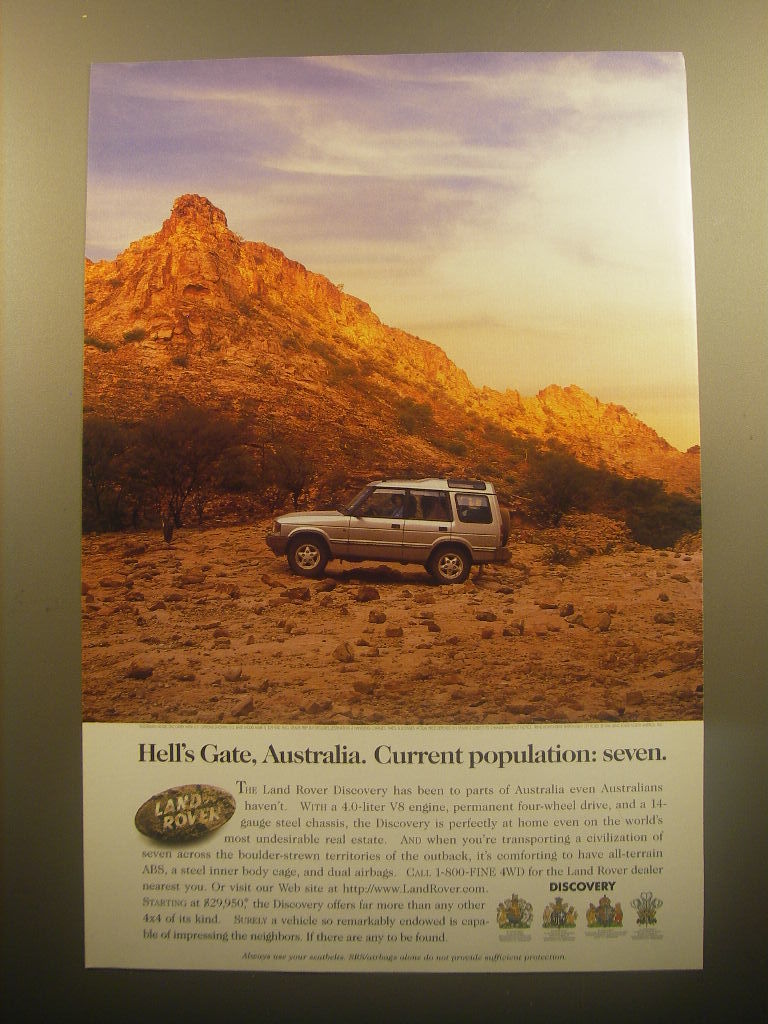 Hell's Gate, Australia. Current population: seven.
LAND
ROVER
THE Land Rover Discovery has been to parts of Australia even Australians
haven't. WITH a 4.0-liter V8 engine, permanent four-wheel drive, and a 14-
gauge steel chassis, the Discovery is perfectly at home even on the world's
most undesirable real estate. AND when you're transporting a civilization of
seven across the boulder-strewn territories of the outback, it's comforting to have all-terrain
ABS, a steel inner body cage, and dual airbags. CALL 1-800-FINE 4WD for the Land Rover dealer
nearest you. Or visit our Web site at http://www.LandRover.com.
STARTING at $29,950,* the Discovery offers far more than any other
4x4 of its kind. SURELY a vehicle so remarkably endowed is capa-
ble of impressing the neighbors. If there are any to be found.
DISCOVERY
Always use your seatbelts. SRS/airbags alone do not provide sufficient protection.